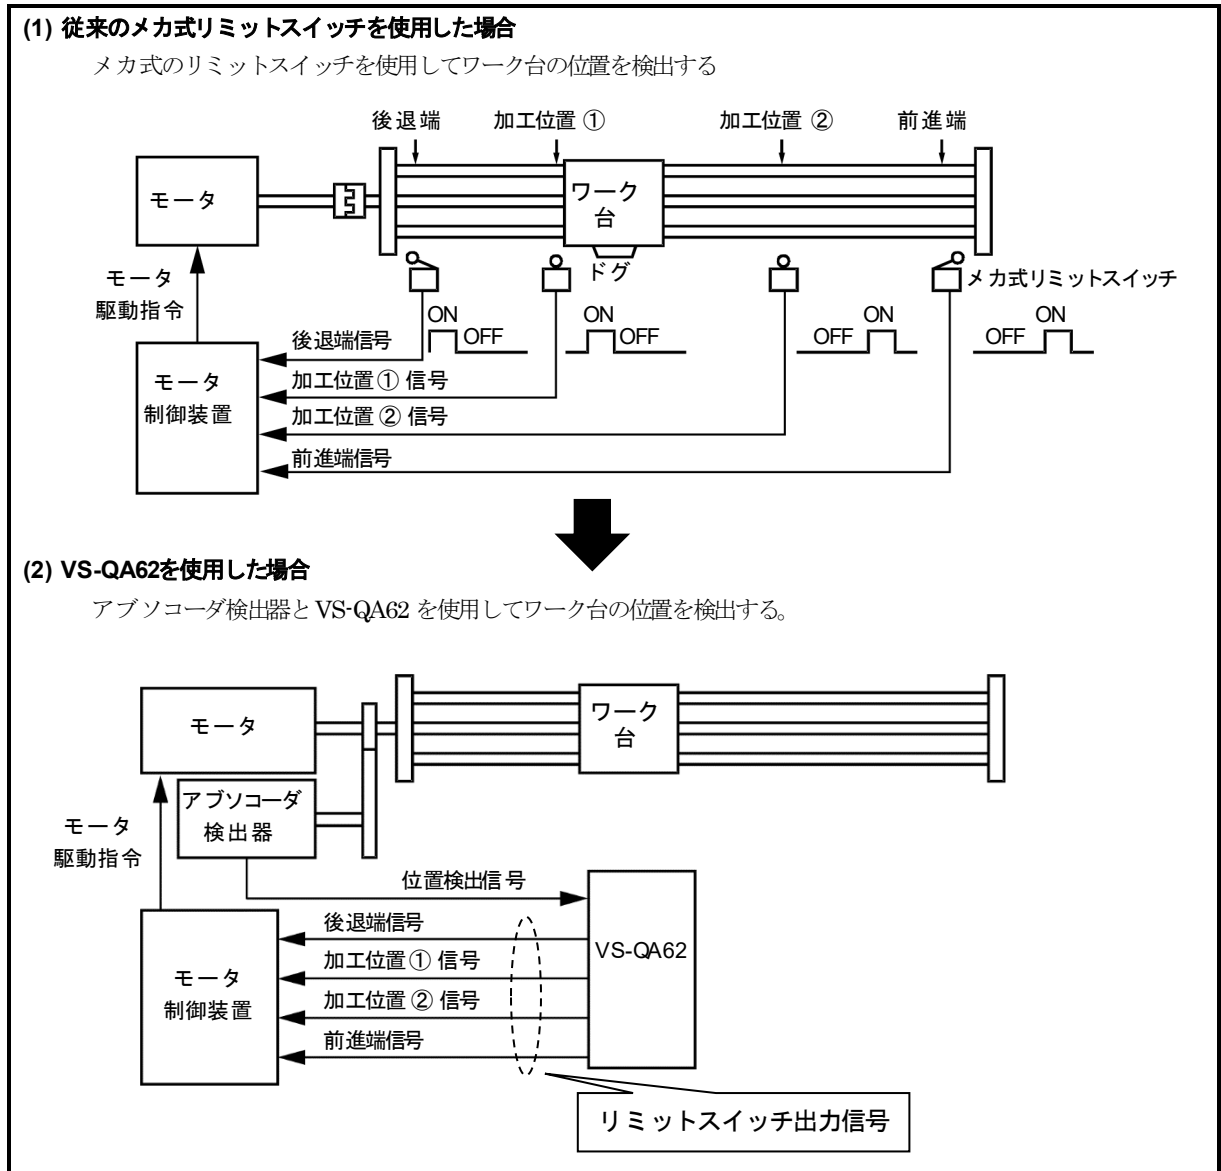 (1) 従来のメカ式リミットスイッチを使用した場合
メカ式のリミットスイッチを使用してワーク台の位置を検出する
後退端
加工位置 ①
加工位置 ②
前進端
モータ
ワーク
台
ドグ
メカ式リミットスイッチ
モータ
駆動指令
ON
OFF
ON
OFF
ON
OFF
ON
OFF
後退端信号
加工位置① 信号
加工位置② 信号
前進端信号
モータ
制御装置
(2) VS-QA62を使用した場合
アブソコーダ検出器と VS-QA62 を使用してワーク台の位置を検出する。
モータ
ワーク
台
アブソコーダ
検出器
モータ
駆動指令
位置検出信号
後退端信号
加工位置① 信号
加工位置② 信号
前進端信号
VS-QA62
モータ
制御装置
リミットスイッチ出力信号